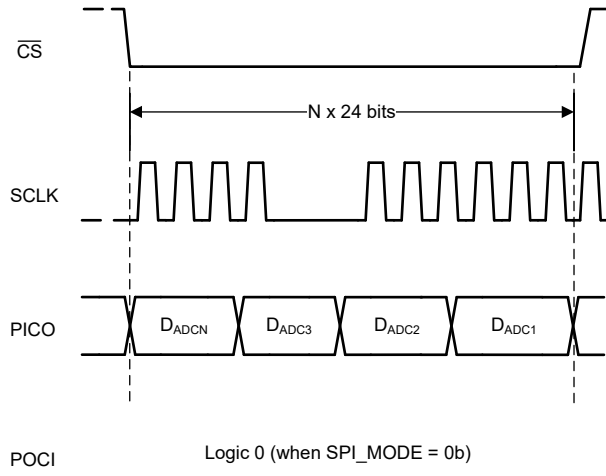 CS
N x 24 bits
SCLK
PICO
DADCN
DADC3
DADC2
DADC1
POCI
Logic 0 (when SPI_MODE = 0b)